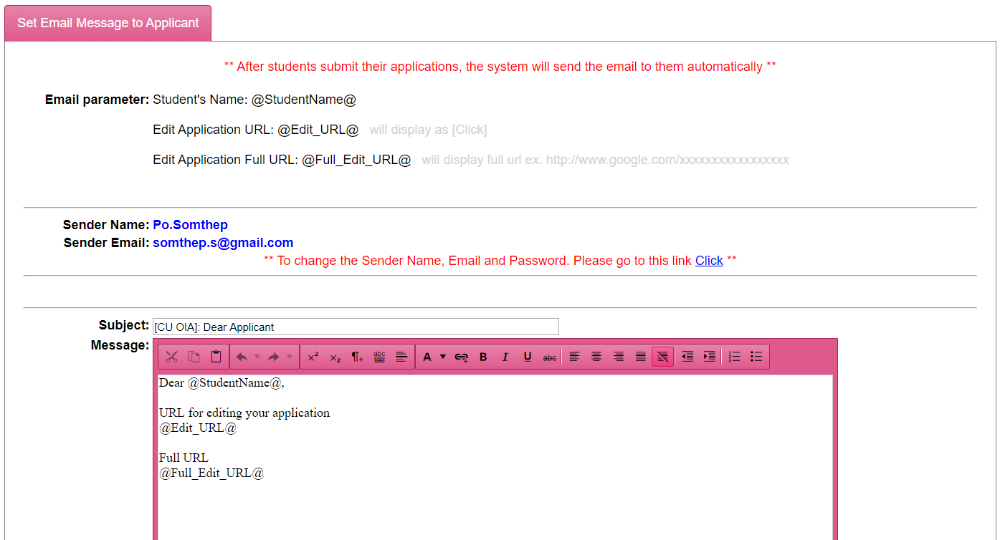 Set Email Message to Applicant
** After students submit their applications, the system will send the email to them automatically **
Email parameter: Student's Name: @StudentName@
Edit Application URL: @Edit_URL@ will display as [Click]
Edit Application Full URL: @Full_Edit_URL@ will display full url ex. http://www.google.com/xxxxxxxxxxxxxxxxx
Sender Name: Po.Somthep
Sender Email: somthep.s@gmail.com
** To change the Sender Name, Email and Password. Please go to this link Click **
Subject: [CU OIA]: Dear Applicant
Message:
x² x₂ abc A B I U abc
Dear @StudentName@,
URL for editing your application
@Edit_URL@
Full URL
@Full_Edit_URL@